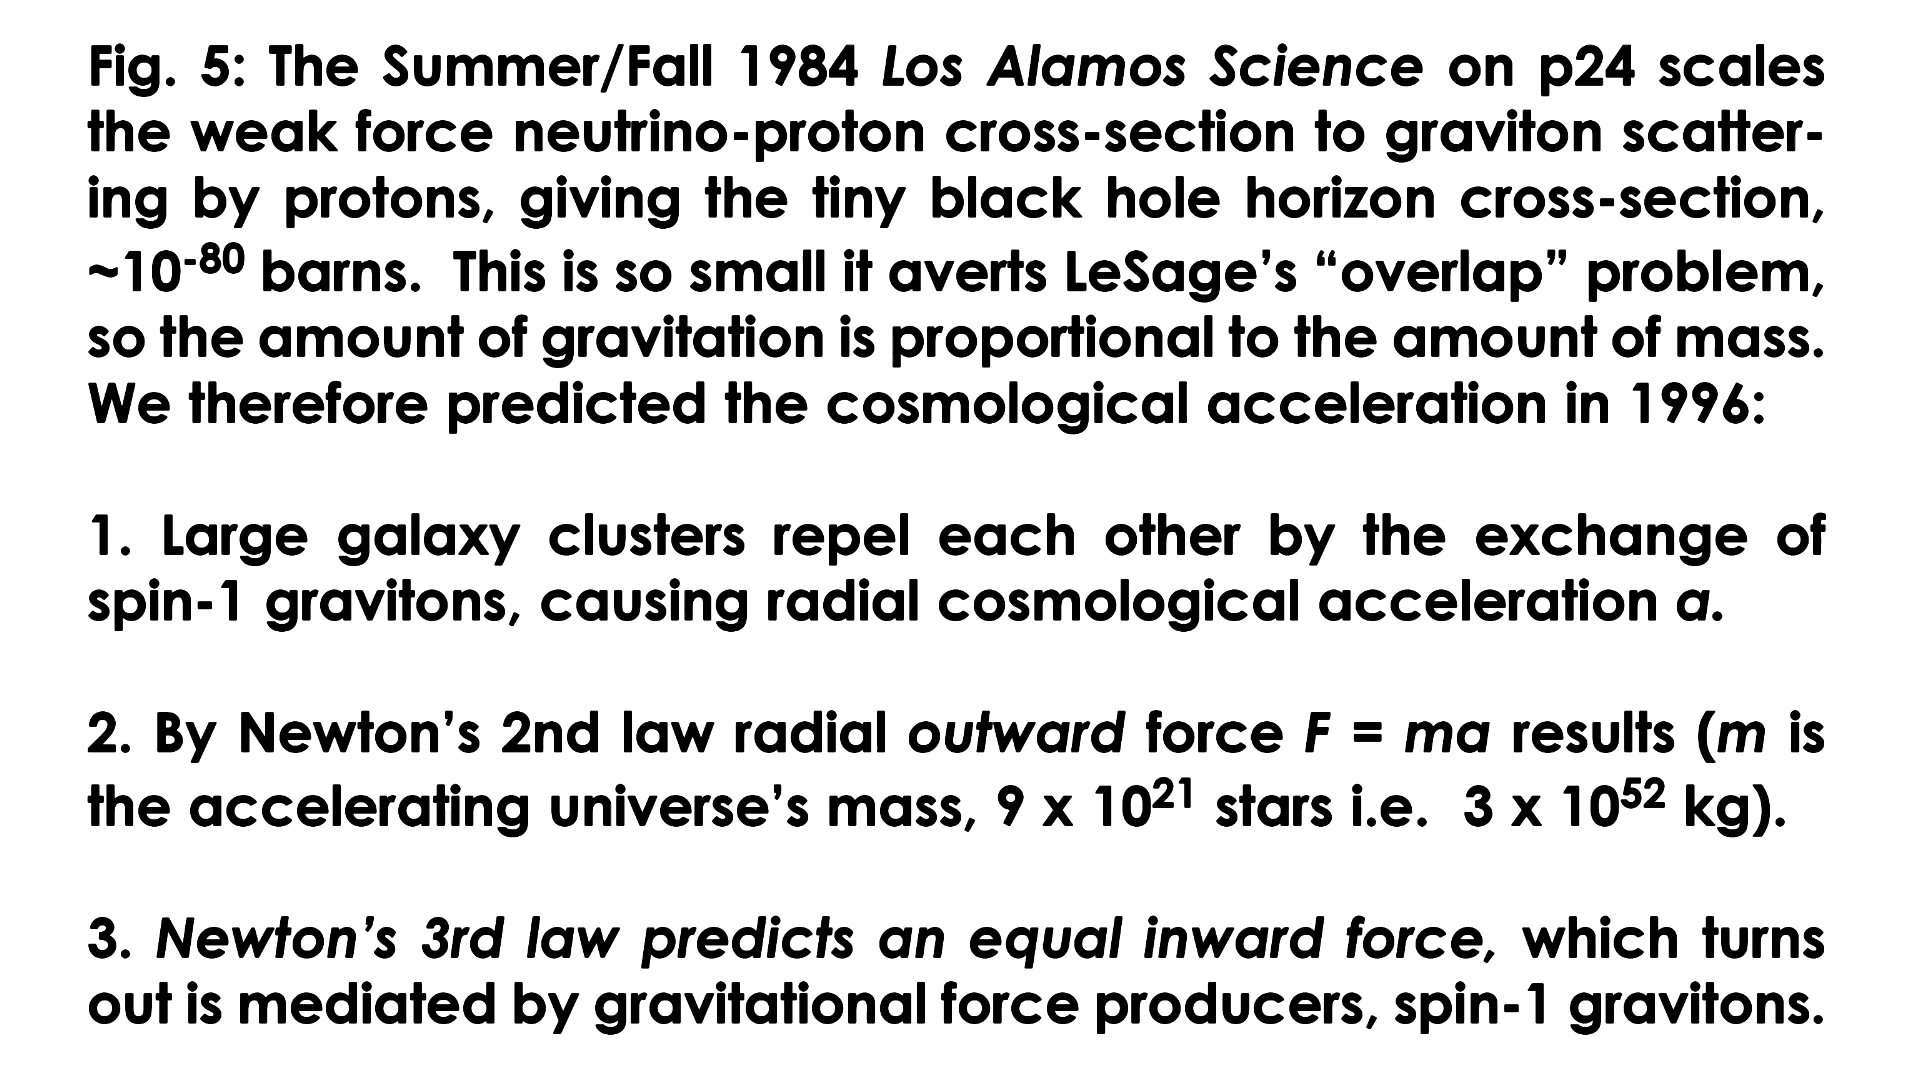 Fig. 5: The Summer/Fall 1984 Los Alamos Science on p24 scales
the weak force neutrino-proton cross-section to graviton scatter-
ing by protons, giving the tiny black hole horizon cross-section,
~10⁻⁸⁰ barns. This is so small it averts LeSage’s “overlap” problem,
so the amount of gravitation is proportional to the amount of mass.
We therefore predicted the cosmological acceleration in 1996:
1. Large galaxy clusters repel each other by the exchange of
spin-1 gravitons, causing radial cosmological acceleration a.
2. By Newton’s 2nd law radial outward force F = ma results (m is
the accelerating universe’s mass, 9 x 10²¹ stars i.e. 3 x 10⁵² kg).
3. Newton’s 3rd law predicts an equal inward force, which turns
out is mediated by gravitational force producers, spin-1 gravitons.